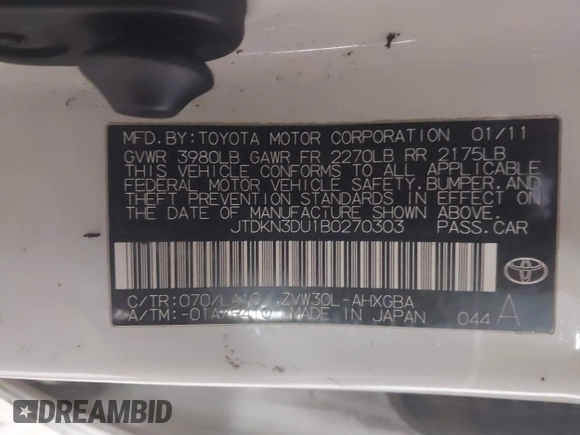 MFD. BY: TOYOTA MOTOR CORPORATION 01/11
GVWR 3980LB GAWR FR 2270LB RR 2175LB
THIS VEHICLE CONFORMS TO ALL APPLICABLE
FEDERAL MOTOR VEHICLE SAFETY, BUMPER, AND
THEFT PREVENTION STANDARDS IN EFFECT ON
THE DATE OF MANUFACTURE SHOWN ABOVE.
JTDKN3DU1B0270303 PASS. CAR
C/TR: 070/LA10 ZVW30L-AHXGBA
A/TM: MADE IN JAPAN 044 A
TOYOTA
DREAMBID